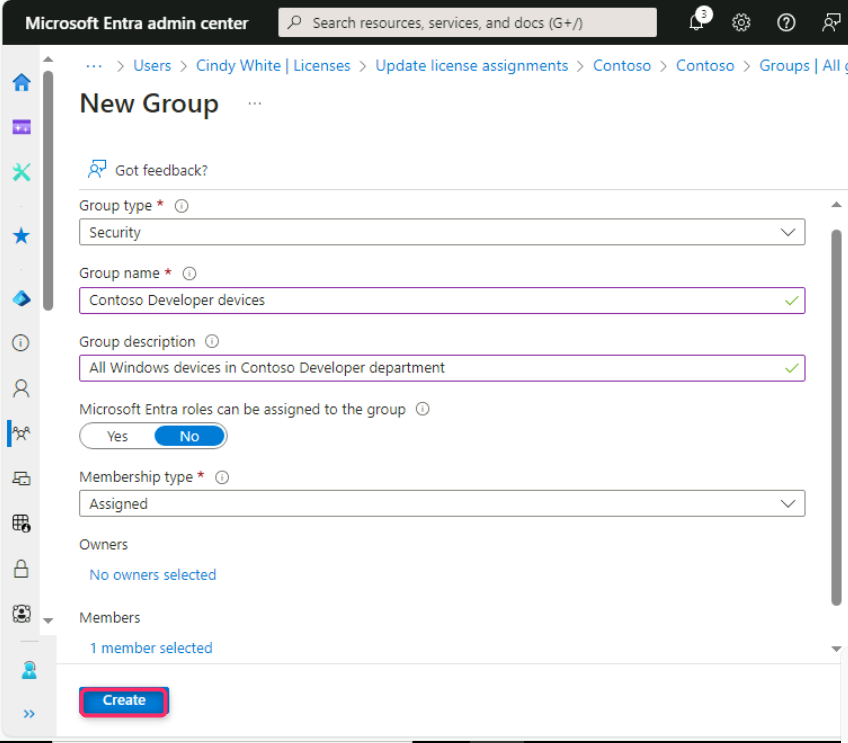 Microsoft Entra admin center
Search resources, services, and docs (G+/)
3
... > Users > Cindy White | Licenses > Update license assignments > Contoso > Contoso > Groups | All
New Group ...
Got feedback?
Group type *
Security
Group name *
Contoso Developer devices
Group description
All Windows devices in Contoso Developer department
Microsoft Entra roles can be assigned to the group
Yes No
Membership type *
Assigned
Owners
No owners selected
Members
1 member selected
Create